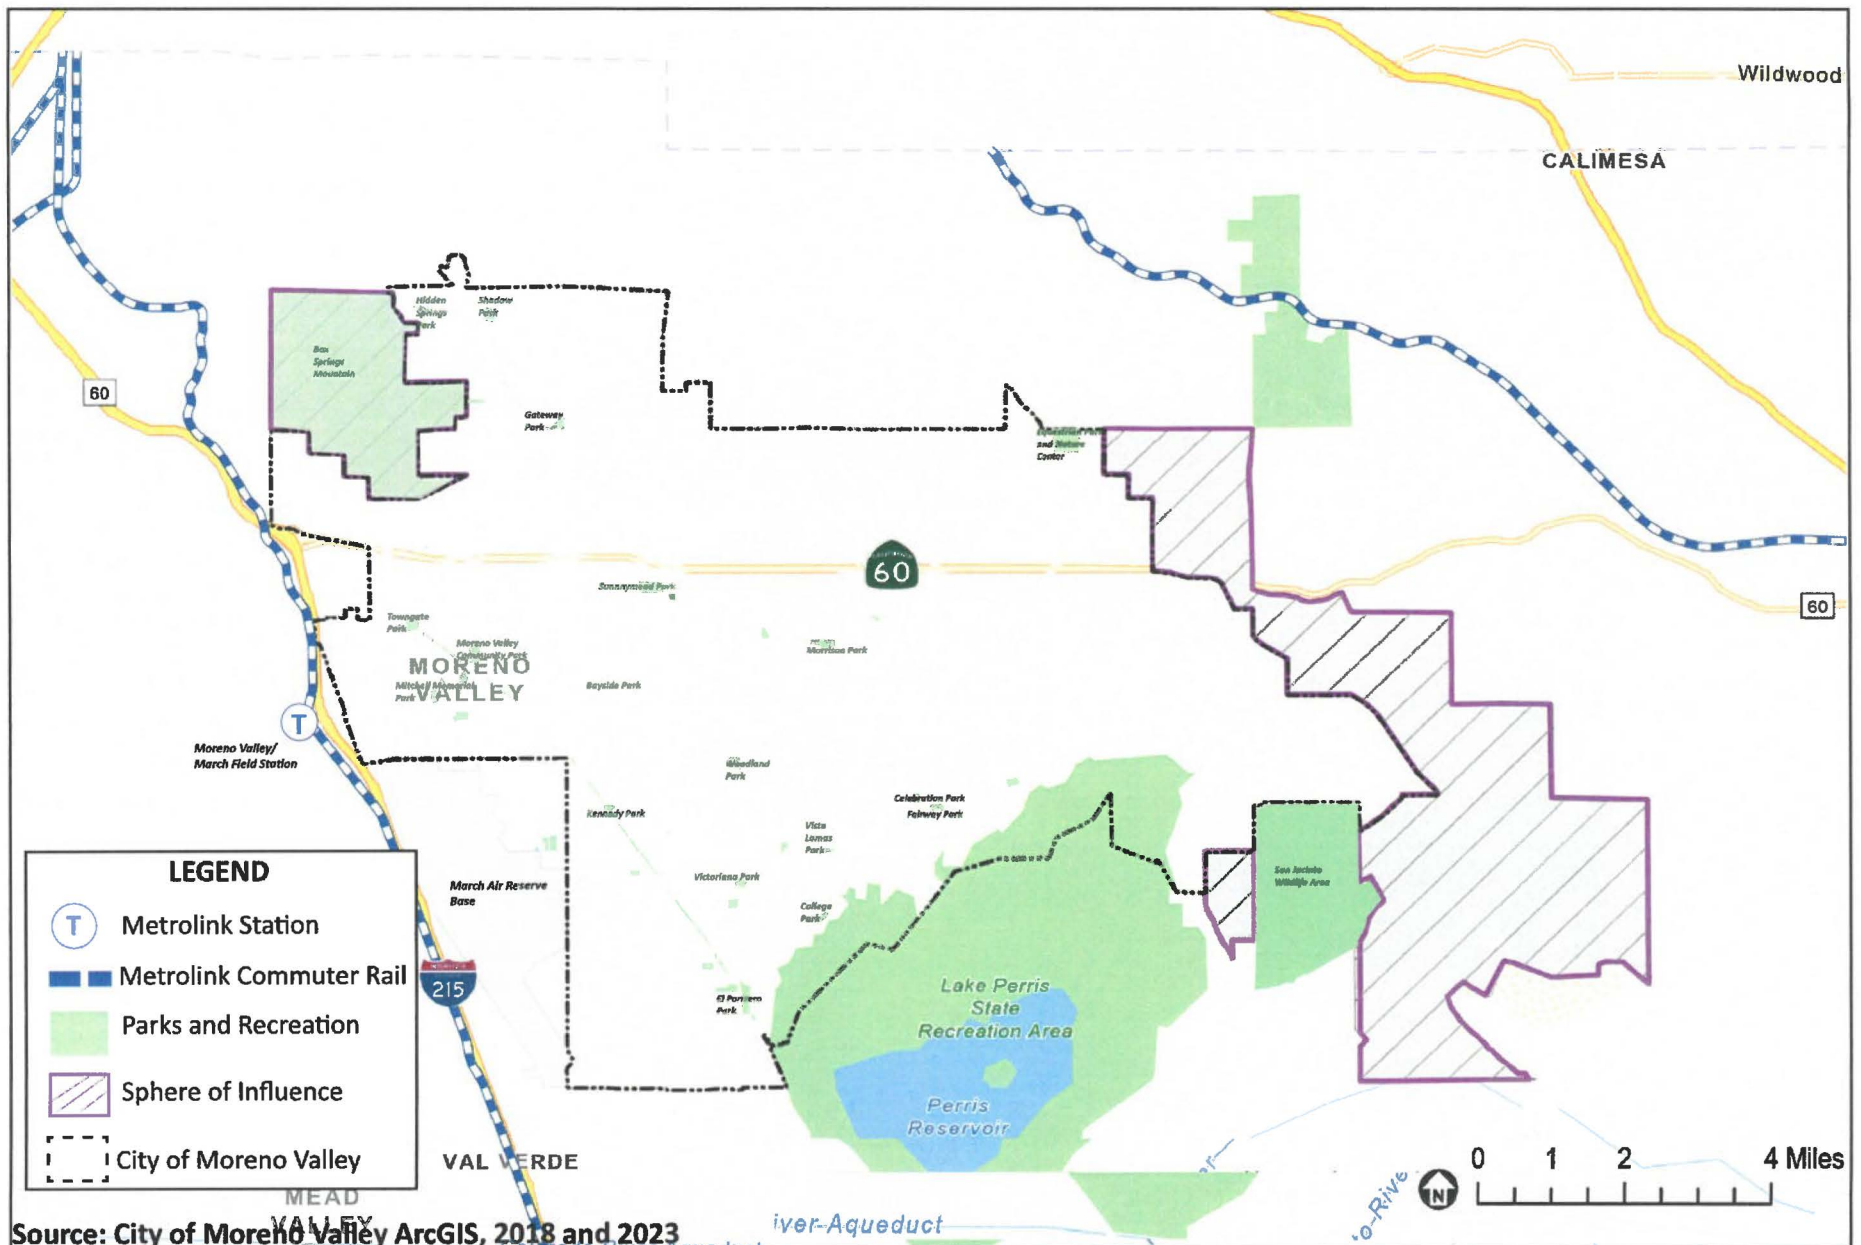 Wildwood
CALIMESA
Hidden
Springs
Park
Shadow
Park
Box
Springs
Mountain
60
Gateway
Park
Equestrian Park
and Nature
Center
60
60
Sunnymead Park
Towngate
Park
Moreno Valley
Community Park
MORENO
VALLEY
Mitchell Memorial
Park
Morrison Park
Bayside Park
T
Moreno Valley/
March Field Station
Woodland
Park
Kennedy Park
Celebration Park
Fairway Park
Vista
Lomas
Park
Victoriano Park
College
Park
San Jacinto
Wildlife Area
March Air Reserve
Base
El Potrero
Park
215
Lake Perris
State
Recreation Area
Perris
Reservoir
LEGEND
T Metrolink Station
Metrolink Commuter Rail
Parks and Recreation
Sphere of Influence
City of Moreno Valley
VAL VERDE
MEAD
VALLEY
0 1 2 4 Miles
N
iver-Aqueduct
o-Rive
Source: City of Moreno Valley ArcGIS, 2018 and 2023